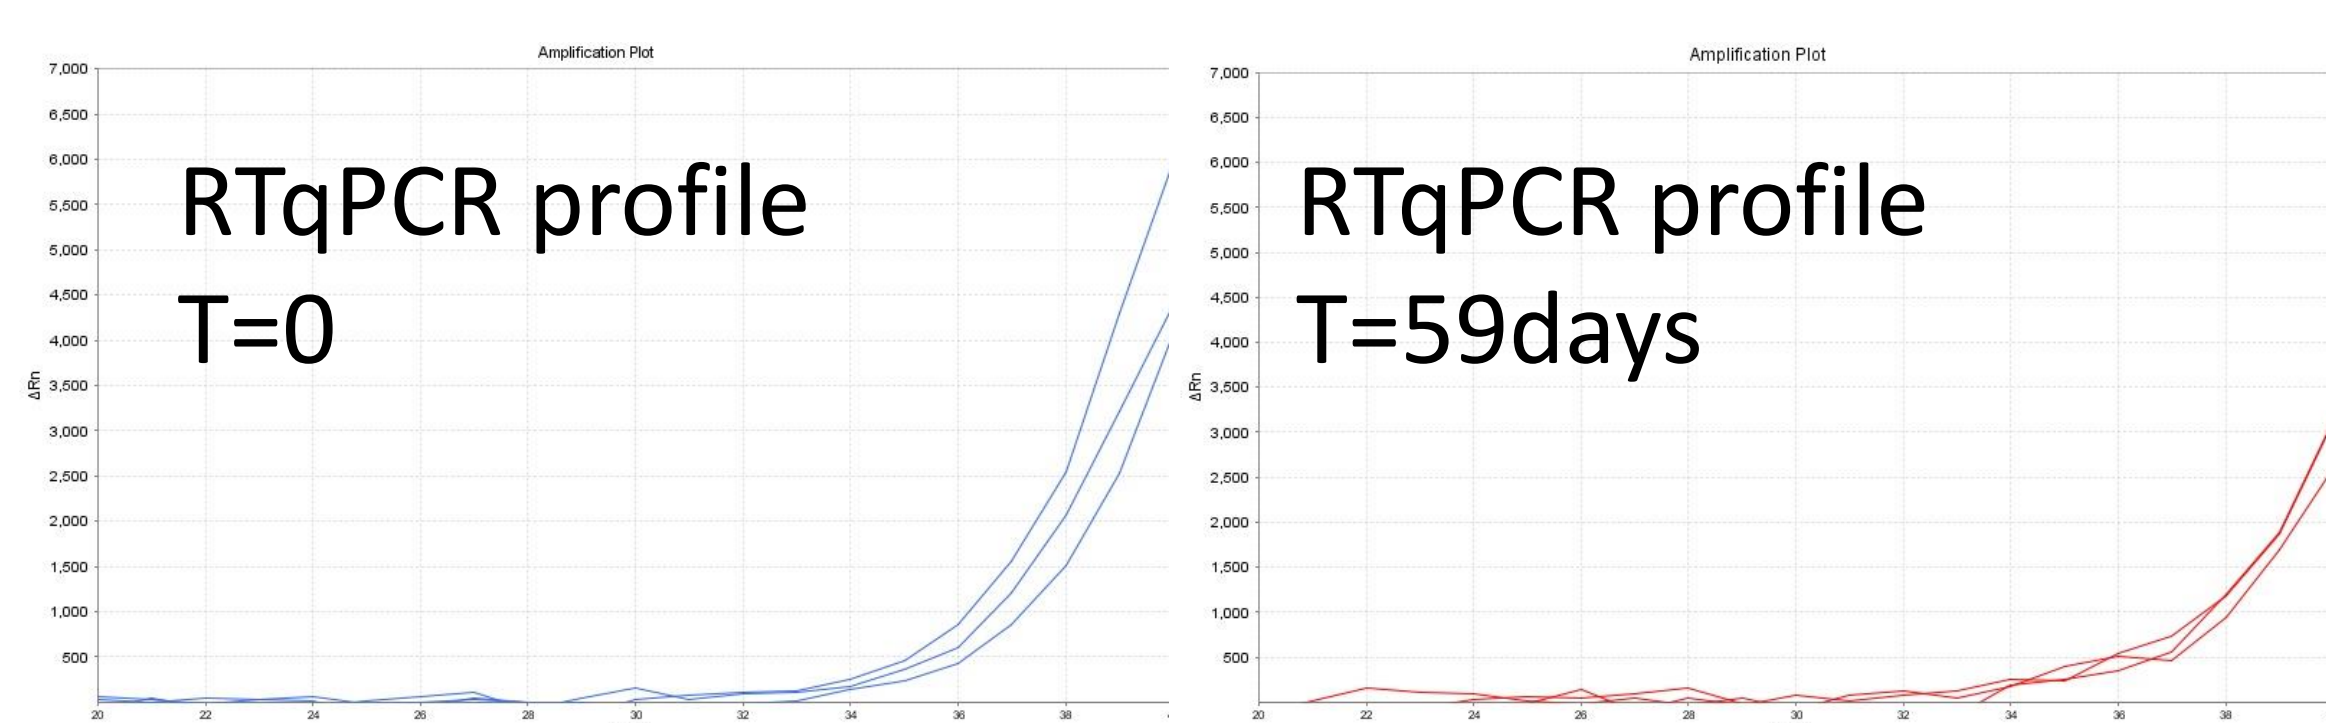 Amplification Plot
7,000
6,500
6,000
5,500
5,000
4,500
4,000
3,500
3,000
2,500
2,000
1,500
1,000
500
ΔRn
RTqPCR profile
T=0
20 22 24 26 28 30 32 34 36 38
Amplification Plot
7,000
6,500
6,000
5,500
5,000
4,500
4,000
3,500
3,000
2,500
2,000
1,500
1,000
500
ΔRn
RTqPCR profile
T=59days
20 22 24 26 28 30 32 34 36 38